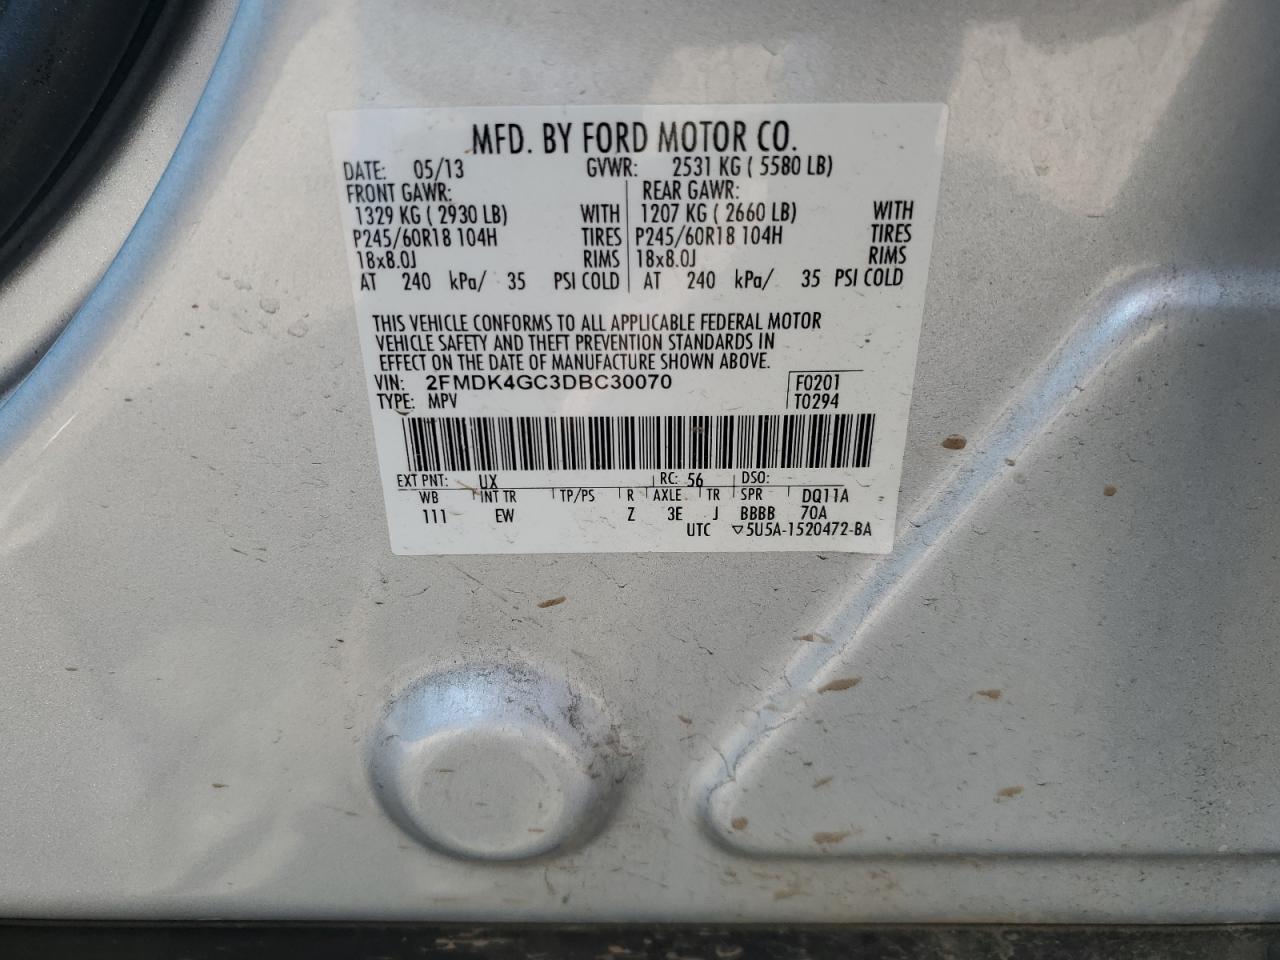 MFD. BY FORD MOTOR CO.
DATE: 05/13 GVWR: 2531 KG ( 5580 LB)
FRONT GAWR: REAR GAWR:
1329 KG ( 2930 LB) WITH 1207 KG ( 2660 LB) WITH
P245/60R18 104H TIRES P245/60R18 104H TIRES
18x8.0J RIMS 18x8.0J RIMS
AT 240 kPa/ 35 PSI COLD AT 240 kPa/ 35 PSI COLD
THIS VEHICLE CONFORMS TO ALL APPLICABLE FEDERAL MOTOR
VEHICLE SAFETY AND THEFT PREVENTION STANDARDS IN
EFFECT ON THE DATE OF MANUFACTURE SHOWN ABOVE.
VIN: 2FMDK4GC3DBC30070 F0201
TYPE: MPV T0294
EXT PNT: UX RC: 56 DSO:
WB INT TR TP/PS R AXLE TR SPR DQ11A
111 EW Z 3E J BBBB 70A
UTC ▽5U5A-1520472-BA